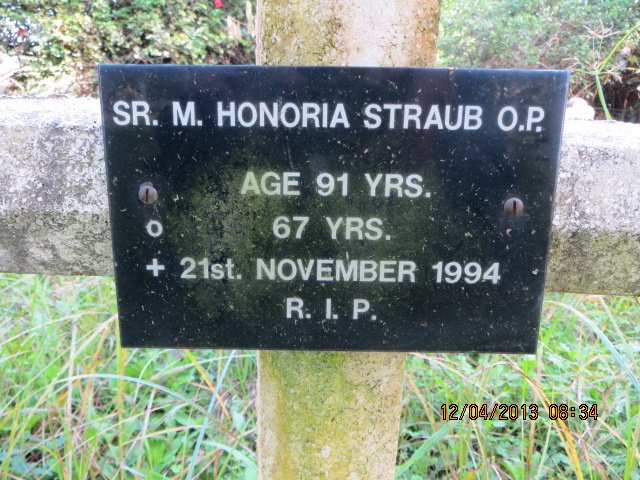 SR. M. HONORIA STRAUB O.P.
AGE 91 YRS.
O 67 YRS.
+ 21st. NOVEMBER 1994
R. I. P.
12/04/2013 08:34